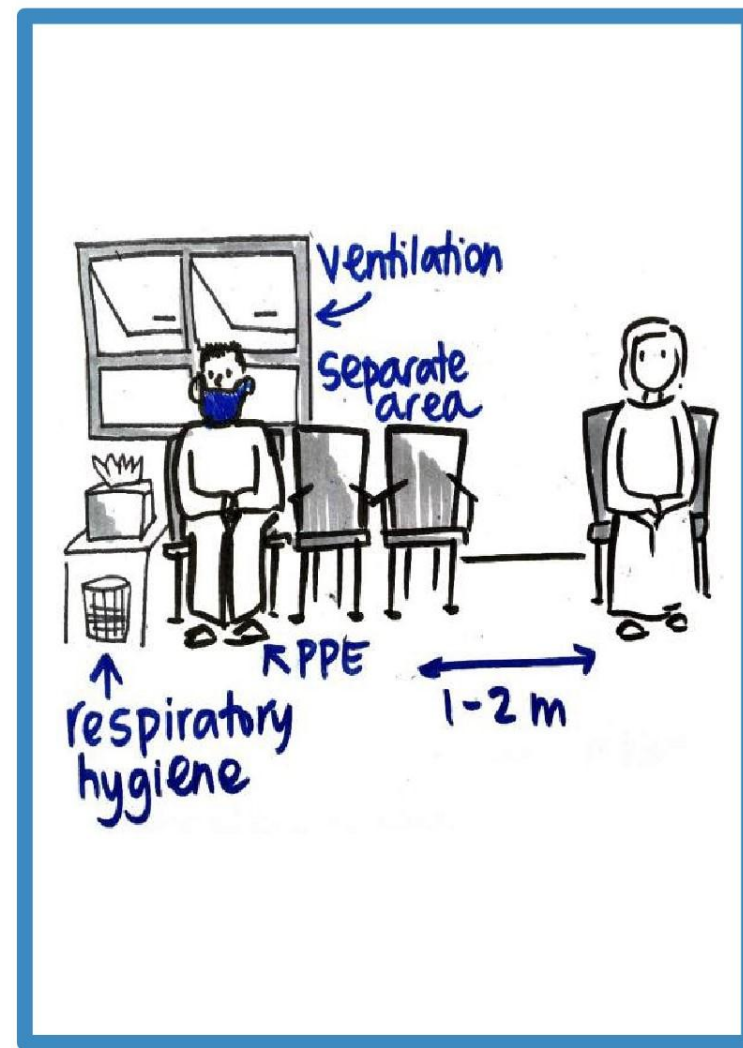 ventilation
separate
area
PPE
1-2 m
respiratory
hygiene